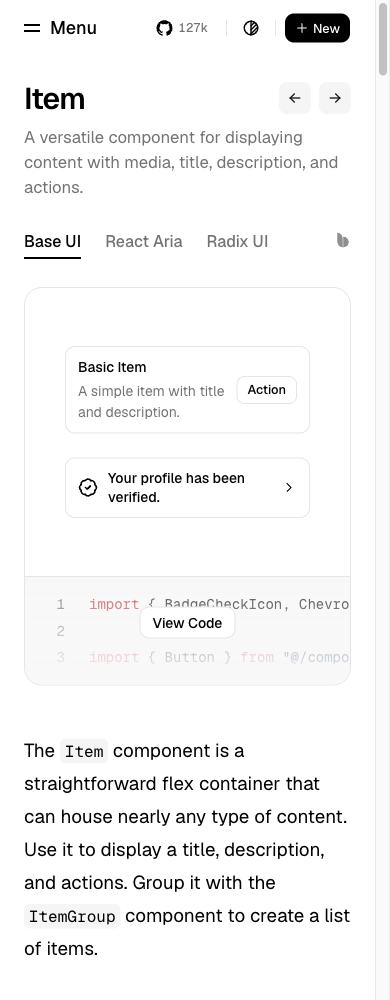 Menu
127k
New
Item
A versatile component for displaying
content with media, title, description, and
actions.
Base UI
React Aria
Radix UI
Basic Item
A simple item with title
and description.
Action
Your profile has been
verified.
1 import { BadgeCheckIcon, Chevro
2
View Code
3 import { Button } from "@/compo
The Item component is a
straightforward flex container that
can house nearly any type of content.
Use it to display a title, description,
and actions. Group it with the
ItemGroup component to create a list
of items.